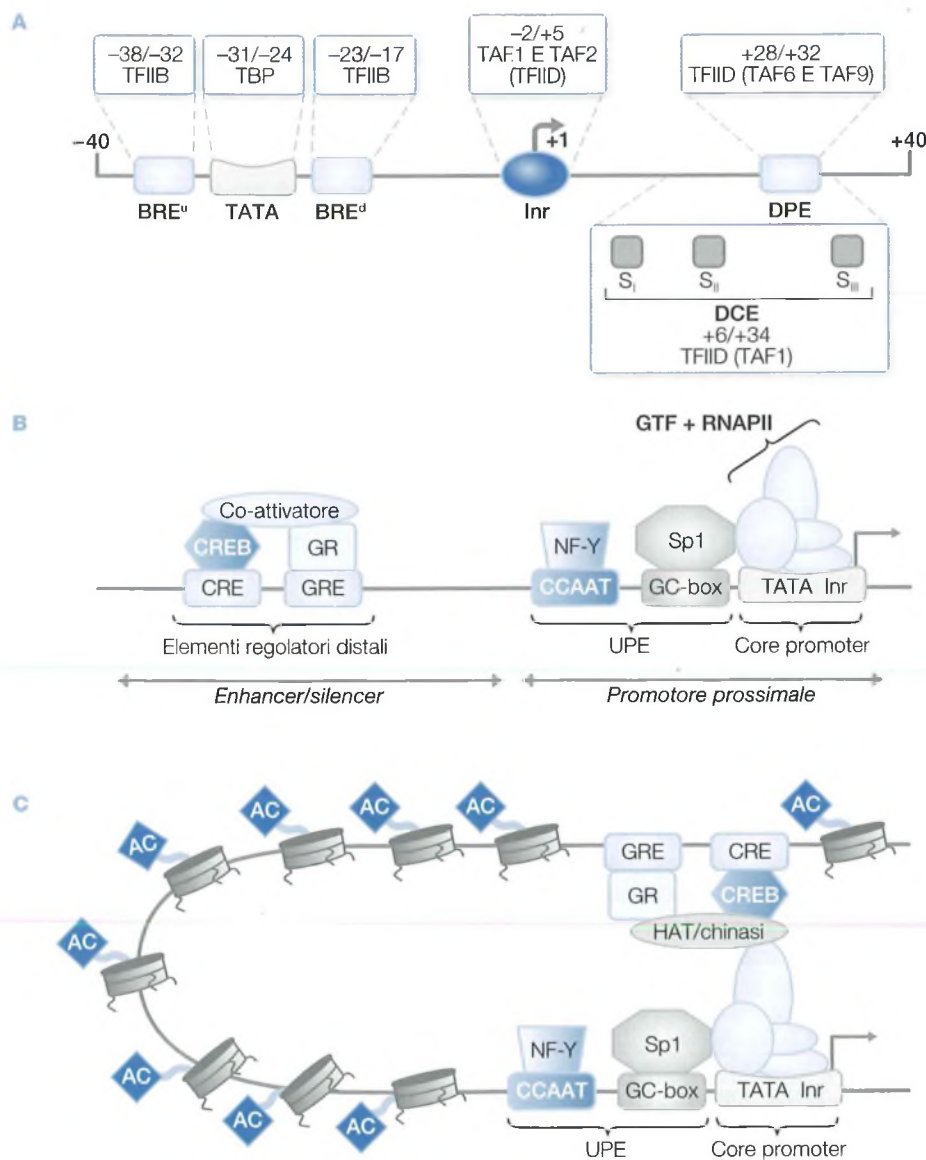 A
–38/–32
TFIIB
–31/–24
TBP
–23/–17
TFIIB
–2/+5
TAF1 E TAF2
(TFIID)
+28/+32
TFIID (TAF6 E TAF9)
–40
+1
+40
BREᵘ
TATA
BREᵈ
Inr
DPE
S_I
S_II
S_III
DCE
+6/+34
TFIID (TAF1)
B
GTF + RNAPII
Co-attivatore
CREB
GR
NF-Y
Sp1
CRE
GRE
CCAAT
GC-box
TATA Inr
Elementi regolatori distali
UPE
Core promoter
Enhancer/silencer
Promotore prossimale
C
AC
AC
AC
AC
AC
AC
GRE
CRE
GR
CREB
AC
HAT/chinasi
NF-Y
Sp1
AC
AC
AC
CCAAT
GC-box
TATA Inr
UPE
Core promoter